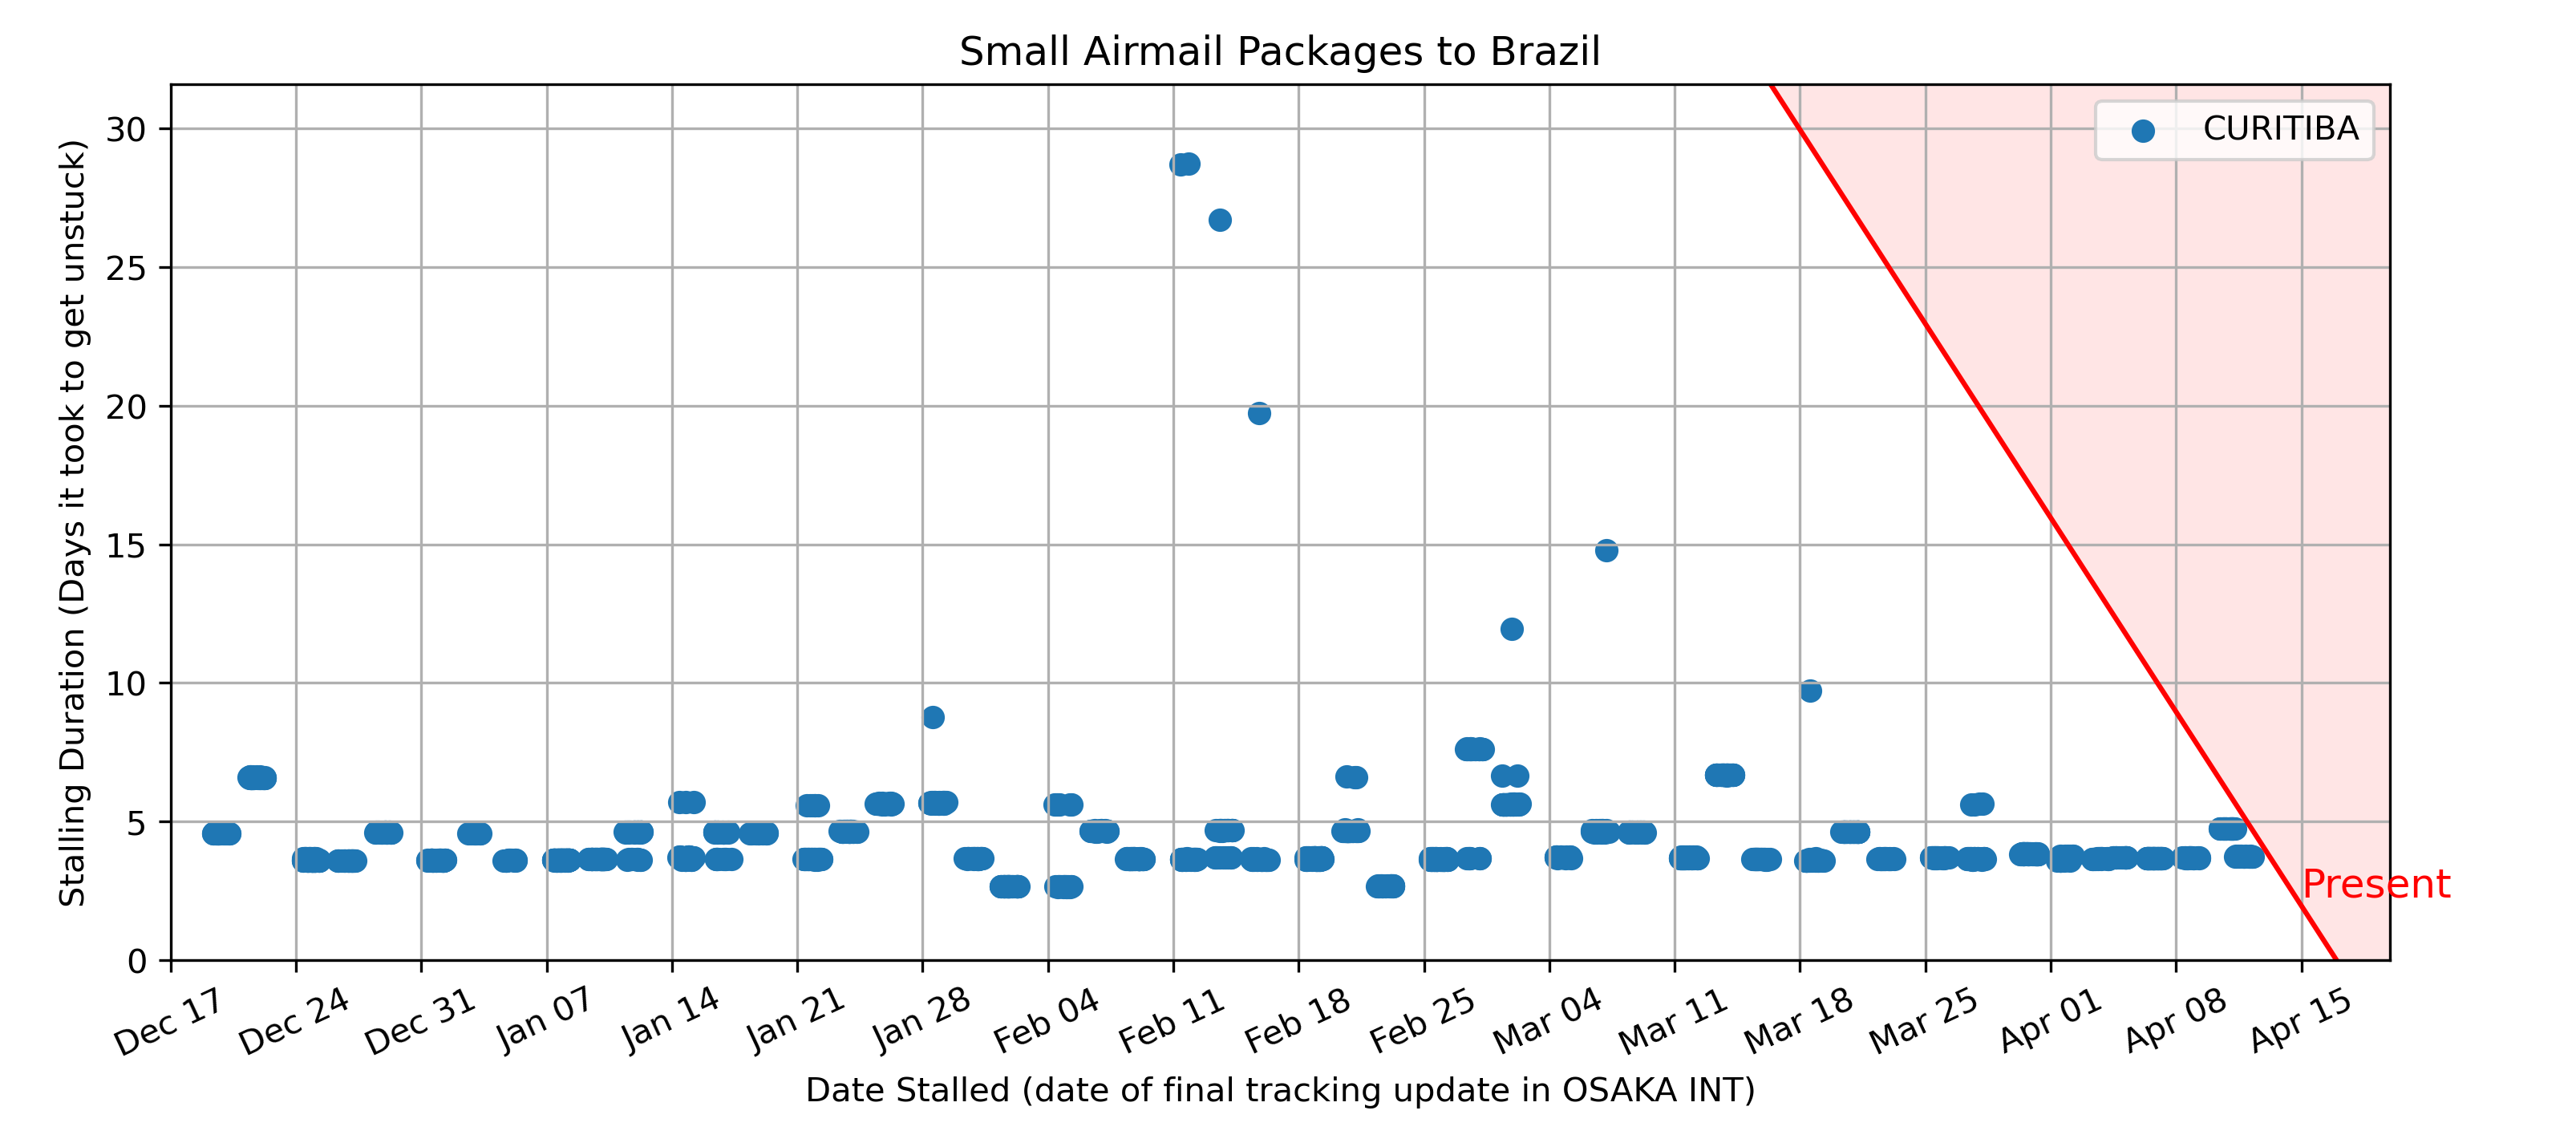 Small Airmail Packages to Brazil
Stalling Duration (Days it took to get unstuck)
30
25
20
15
10
5
0
CURITIBA
Present
Dec 17
Dec 24
Dec 31
Jan 07
Jan 14
Jan 21
Jan 28
Feb 04
Feb 11
Feb 18
Feb 25
Mar 04
Mar 11
Mar 18
Mar 25
Apr 01
Apr 08
Apr 15
Date Stalled (date of final tracking update in OSAKA INT)